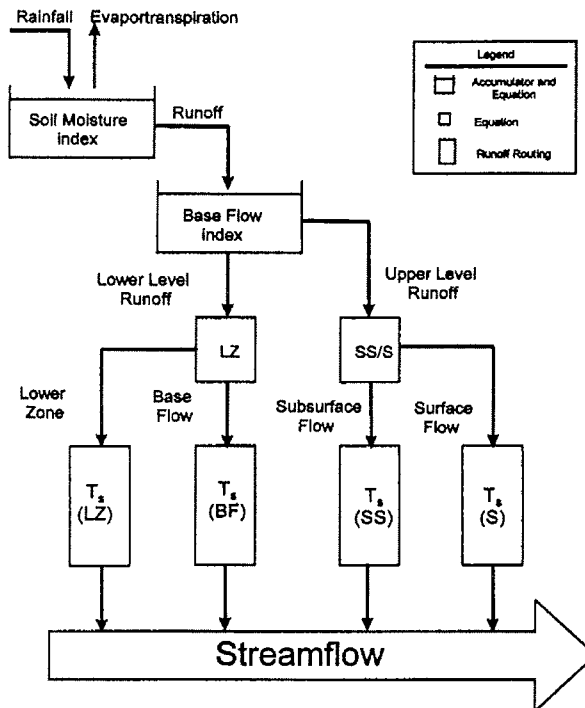 Rainfall
Evaportranspiration
Soil Moisture
index
Runoff
Legend
Accumulator and
Equation
Equation
Runoff Routing
Base Flow
index
Lower Level
Runoff
Upper Level
Runoff
LZ
SS/S
Lower
Zone
Base
Flow
Subsurface
Flow
Surface
Flow
Ts
(LZ)
Ts
(BF)
Ts
(SS)
Ts
(S)
Streamflow